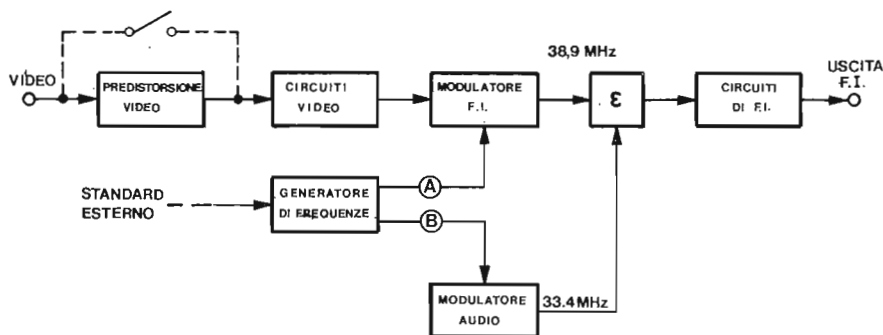 38,9 MHz
VIDEO
PREDISTORSIONE
VIDEO
CIRCUITI
VIDEO
MODULATORE
F.I.
ε
CIRCUITI
DI F.I.
USCITA
F.I.
STANDARD
ESTERNO
GENERATORE
DI FREQUENZE
A
B
MODULATORE
AUDIO
33.4MHz